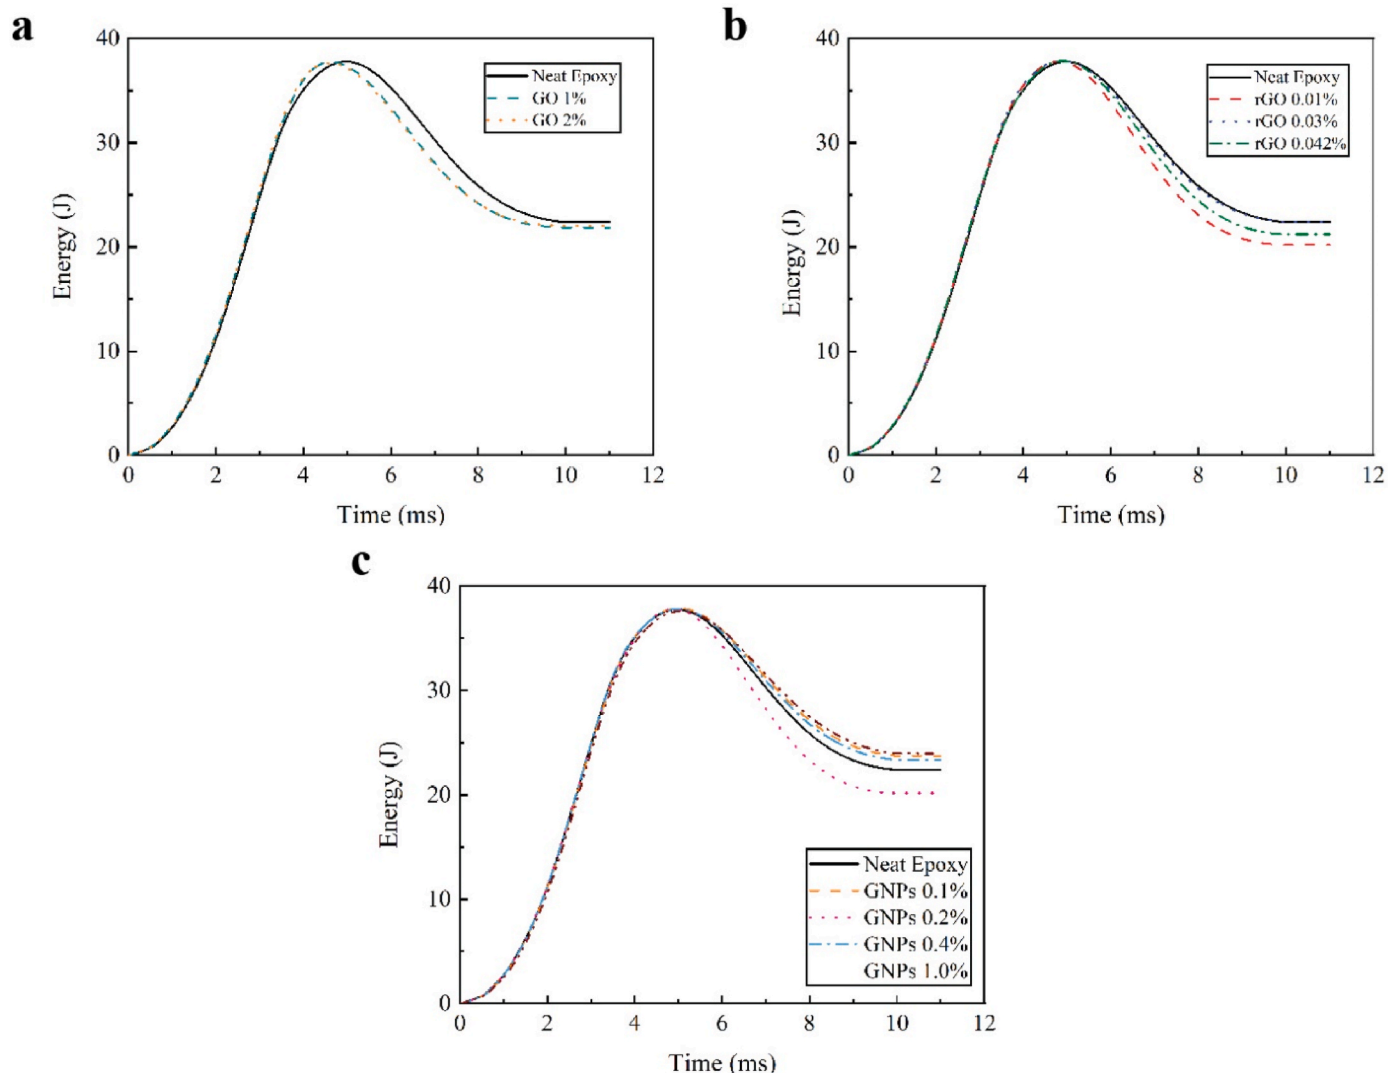 a
40
30
20
10
0
Energy (J)
Neat Epoxy
GO 1%
GO 2%
0 2 4 6 8 10 12
Time (ms)
b
40
30
20
10
0
Energy (J)
Neat Epoxy
rGO 0.01%
rGO 0.03%
rGO 0.042%
0 2 4 6 8 10 12
Time (ms)
c
40
30
20
10
0
Energy (J)
Neat Epoxy
GNPs 0.1%
GNPs 0.2%
GNPs 0.4%
GNPs 1.0%
0 2 4 6 8 10 12
Time (ms)